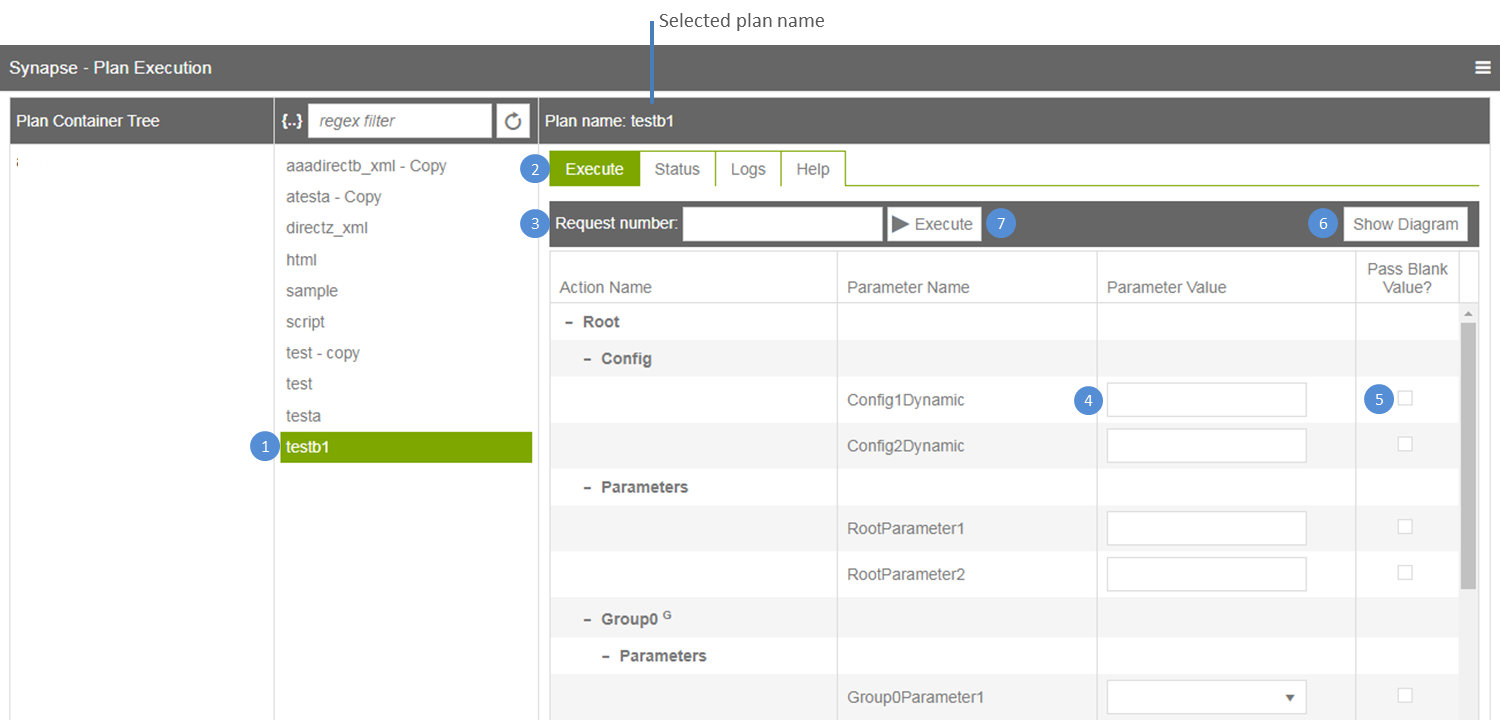 Selected plan name
Synapse - Plan Execution
Plan Container Tree
{..} regex filter
Plan name: testb1
aaadirectb_xml - Copy
atesta - Copy
directz_xml
html
sample
script
test - copy
test
testa
1 testb1
2 Execute Status Logs Help
3 Request number: Execute 7 6 Show Diagram
Action Name Parameter Name Parameter Value Pass Blank
Value?
- Root
- Config
Config1Dynamic 4 5
Config2Dynamic
- Parameters
RootParameter1
RootParameter2
- Group0 G
- Parameters
Group0Parameter1